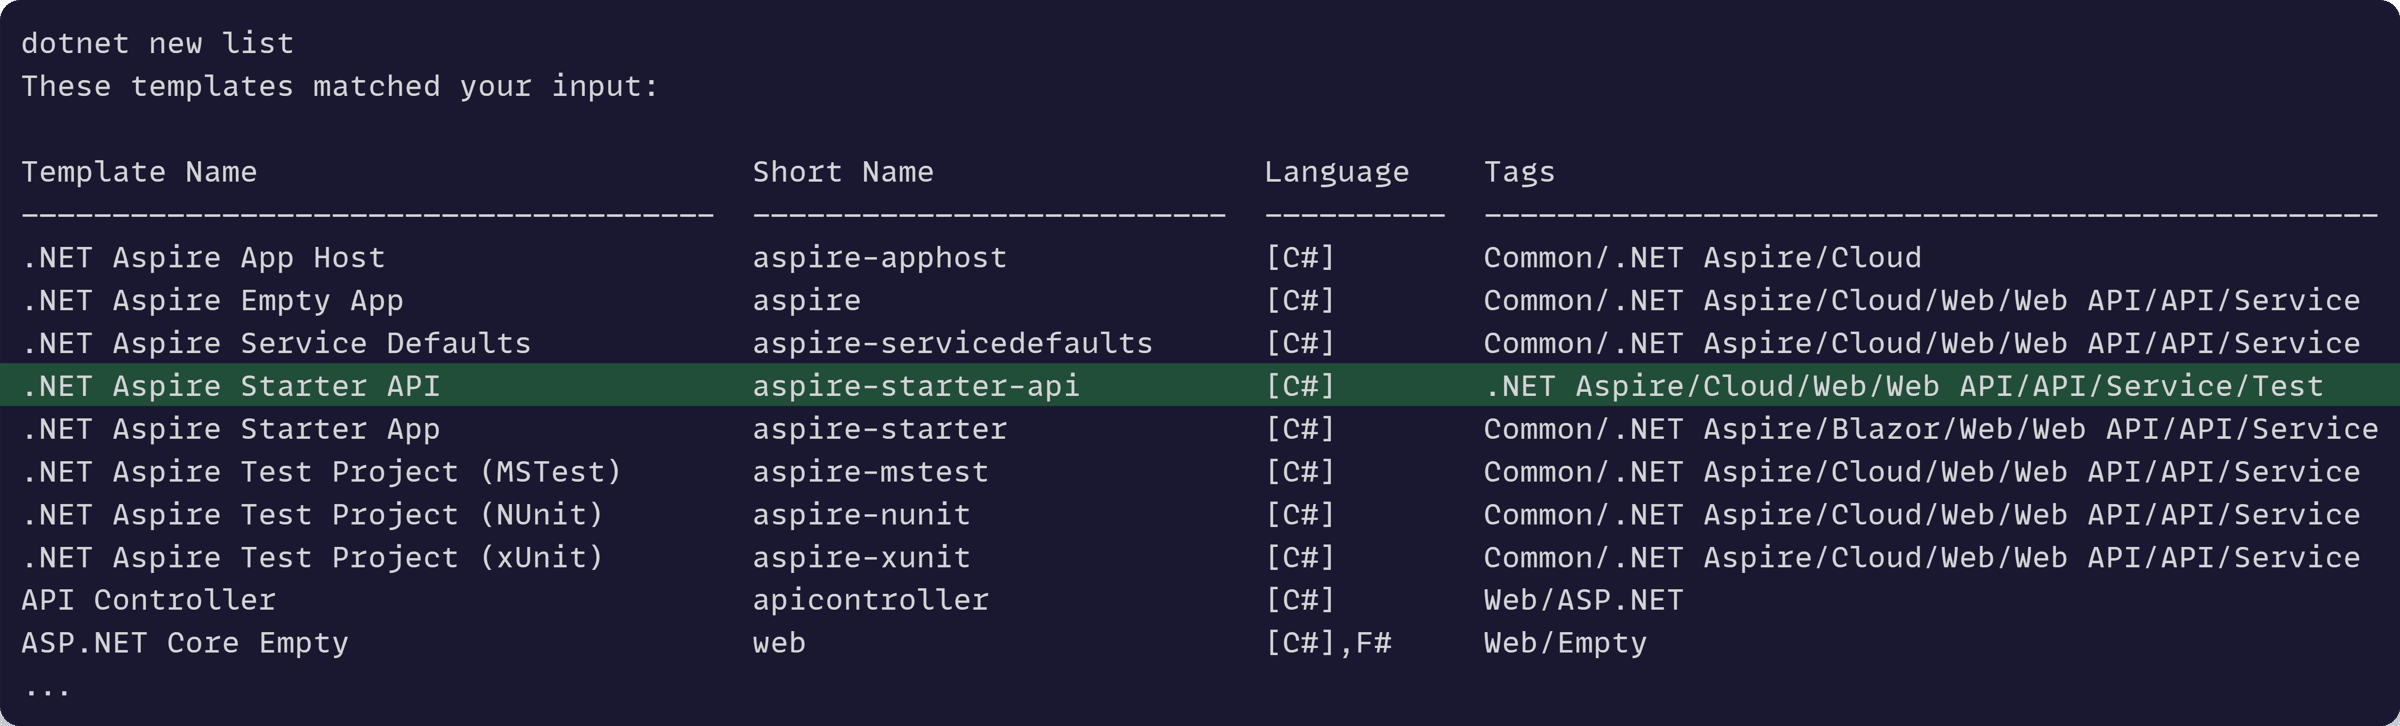 dotnet new list
These templates matched your input:
Template Name Short Name Language Tags
-------------------------------------- -------------------------- ---------- -------------------------------------------------
.NET Aspire App Host aspire-apphost [C#] Common/.NET Aspire/Cloud
.NET Aspire Empty App aspire [C#] Common/.NET Aspire/Cloud/Web/Web API/API/Service
.NET Aspire Service Defaults aspire-servicedefaults [C#] Common/.NET Aspire/Cloud/Web/Web API/API/Service
.NET Aspire Starter API aspire-starter-api [C#] .NET Aspire/Cloud/Web/Web API/API/Service/Test
.NET Aspire Starter App aspire-starter [C#] Common/.NET Aspire/Blazor/Web/Web API/API/Service
.NET Aspire Test Project (MSTest) aspire-mstest [C#] Common/.NET Aspire/Cloud/Web/Web API/API/Service
.NET Aspire Test Project (NUnit) aspire-nunit [C#] Common/.NET Aspire/Cloud/Web/Web API/API/Service
.NET Aspire Test Project (xUnit) aspire-xunit [C#] Common/.NET Aspire/Cloud/Web/Web API/API/Service
API Controller apicontroller [C#] Web/ASP.NET
ASP.NET Core Empty web [C#],F# Web/Empty
...